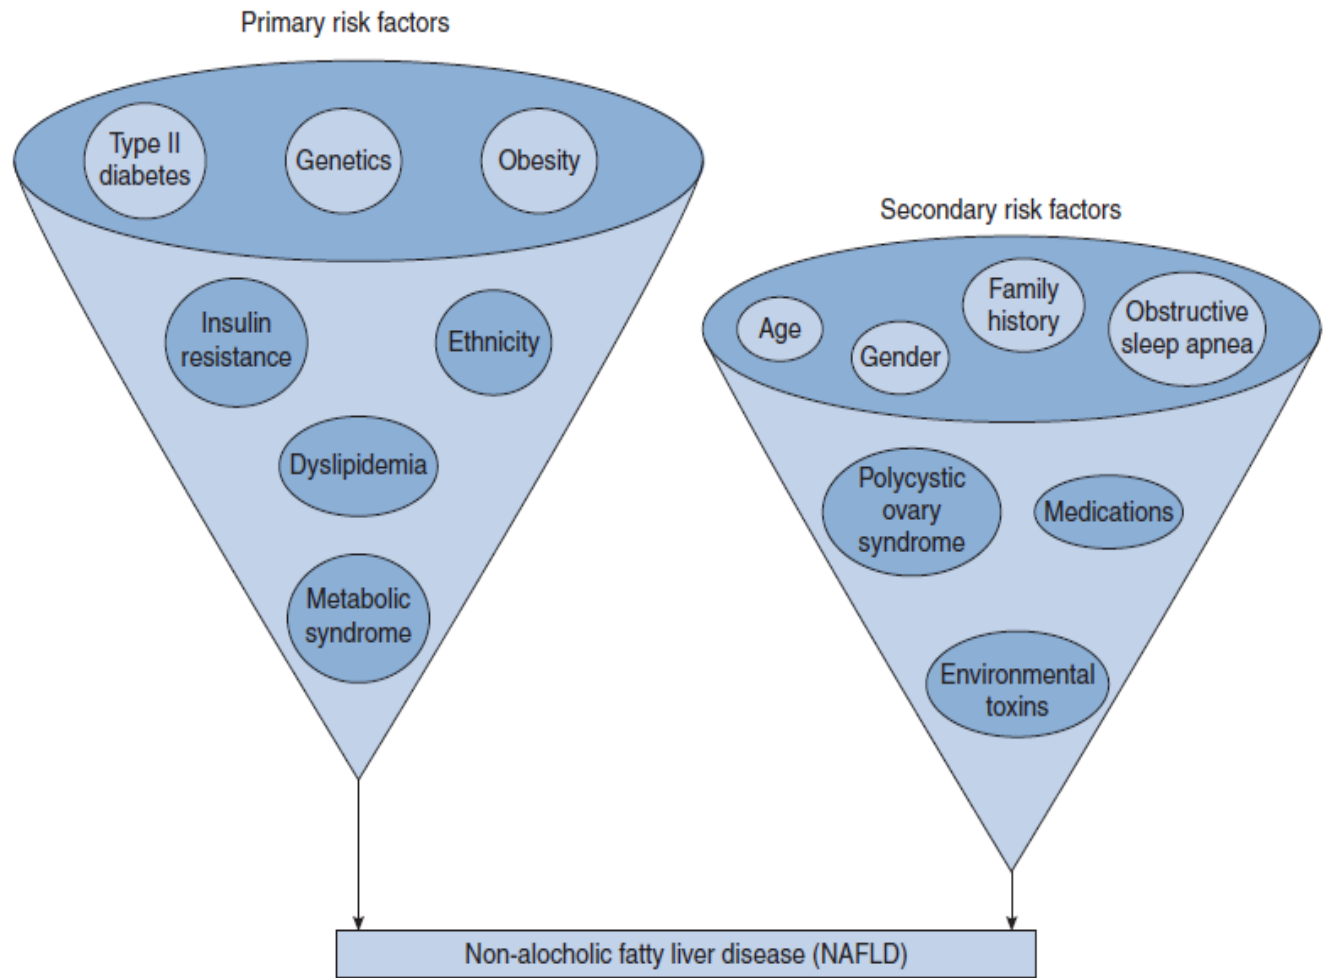 Primary risk factors
Type II
diabetes
Genetics
Obesity
Insulin
resistance
Ethnicity
Dyslipidemia
Metabolic
syndrome
Secondary risk factors
Age
Gender
Family
history
Obstructive
sleep apnea
Polycystic
ovary
syndrome
Medications
Environmental
toxins
Non-alocholic fatty liver disease (NAFLD)